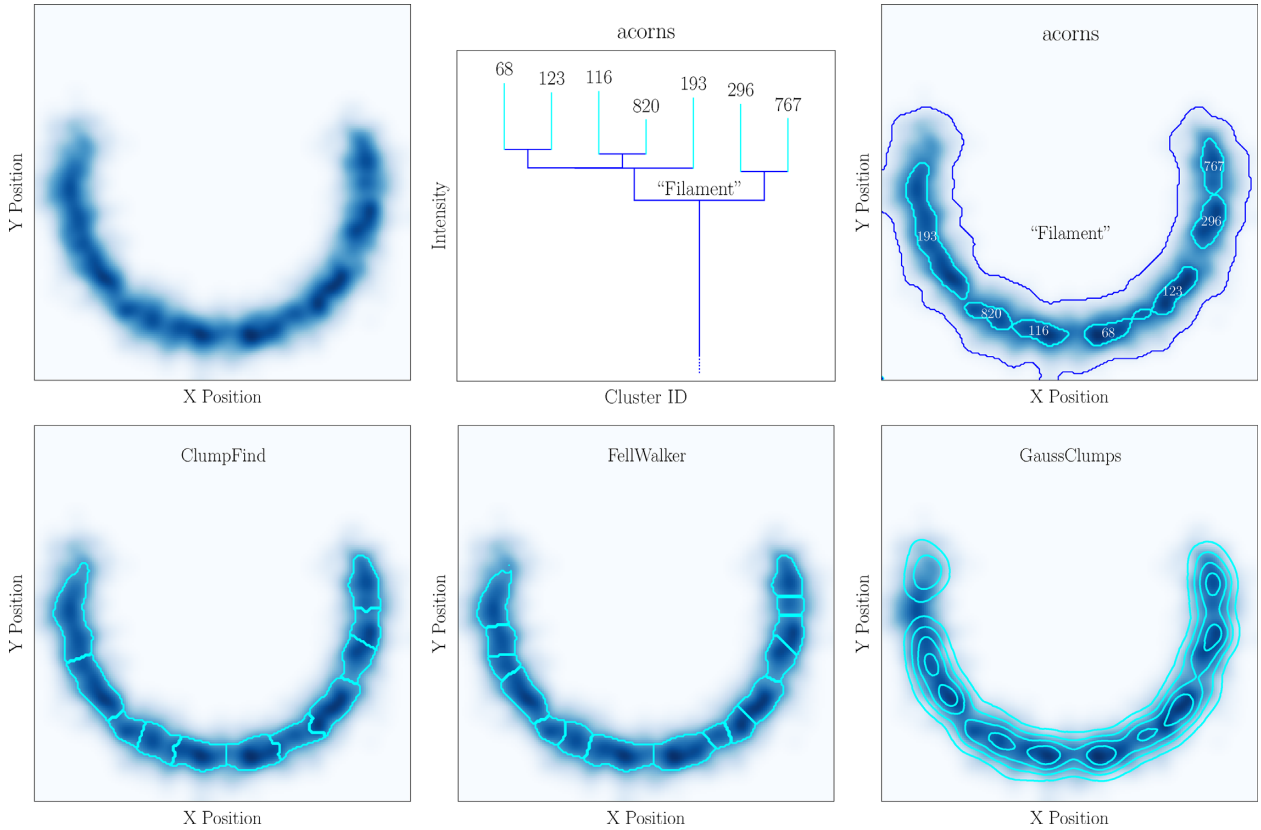 Y Position
X Position
acorns
68
123
116
820
193
296
767
“Filament”
Intensity
Cluster ID
acorns
767
296
193
“Filament”
123
820
116
68
Y Position
X Position
ClumpFind
Y Position
X Position
FellWalker
Y Position
X Position
GaussClumps
Y Position
X Position